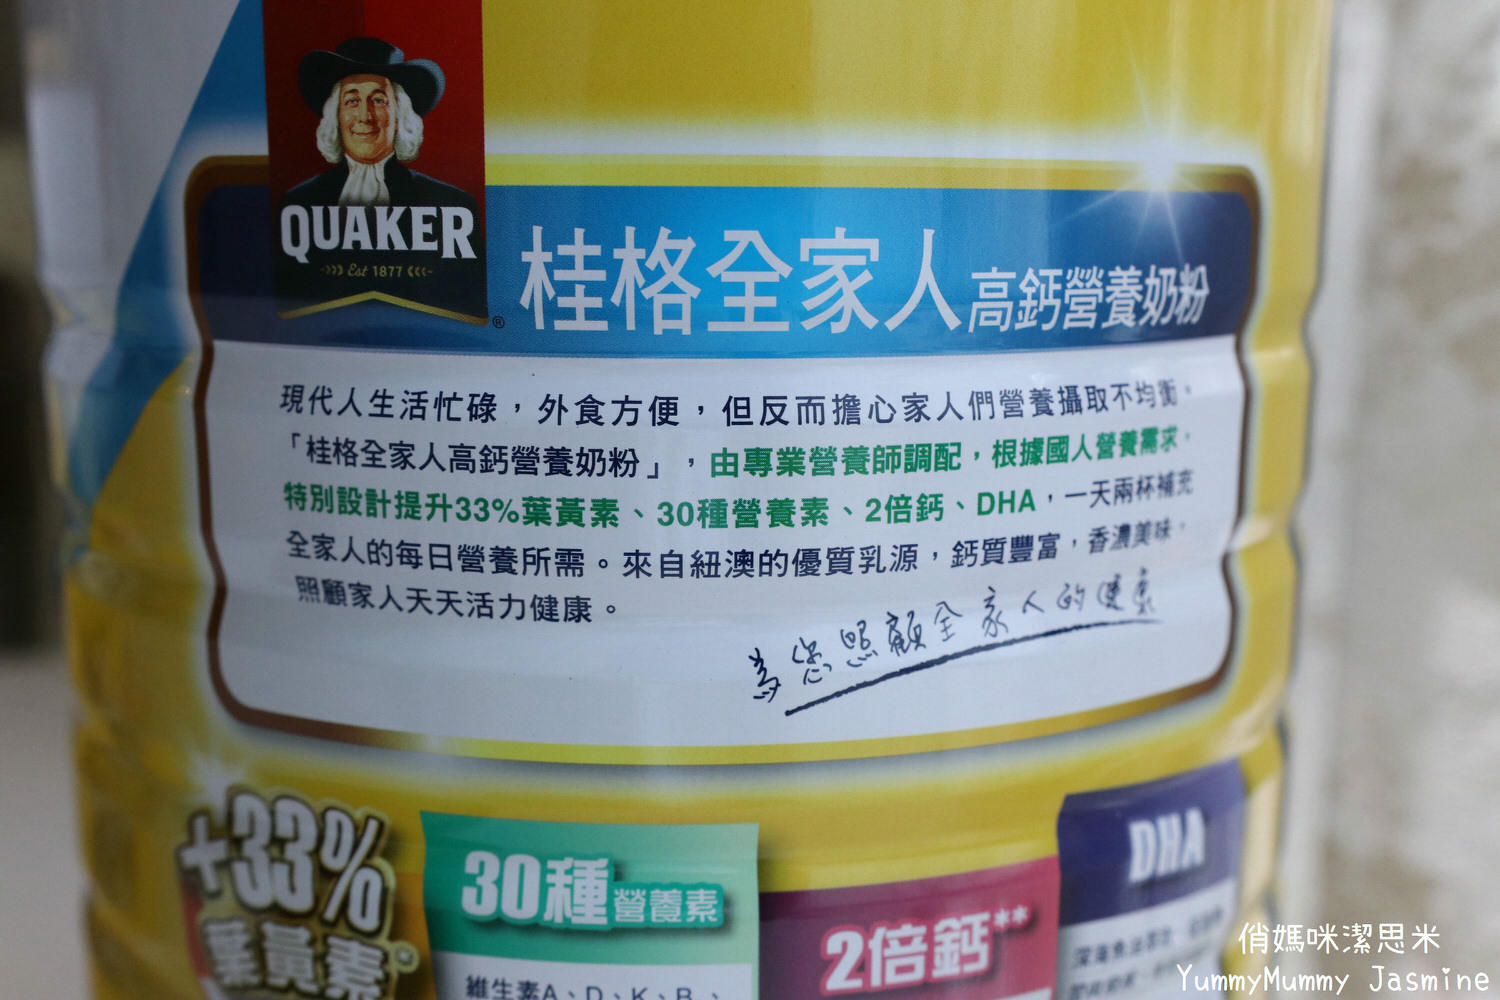 QUAKER
Est 1877
®
桂格全家人高鈣營養奶粉
現代人生活忙碌，外食方便，但反而擔心家人們營養攝取不均衡。
「桂格全家人高鈣營養奶粉」，由專業營養師調配，根據國人營養需求，
特別設計提升33%葉黃素、30種營養素、2倍鈣、DHA，一天兩杯補充
全家人的每日營養所需。來自紐澳的優質乳源，鈣質豐富，香濃美味，
照顧家人天天活力健康。
為您照顧全家人的健康
+33%
葉黃素
30種營養素
維生素A、D、K、B
2倍鈣**
DHA
俏媽咪潔思米
YummyMummy Jasmine